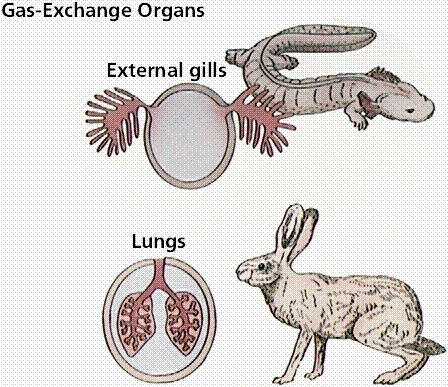 Gas-Exchange Organs
External gills
Lungs